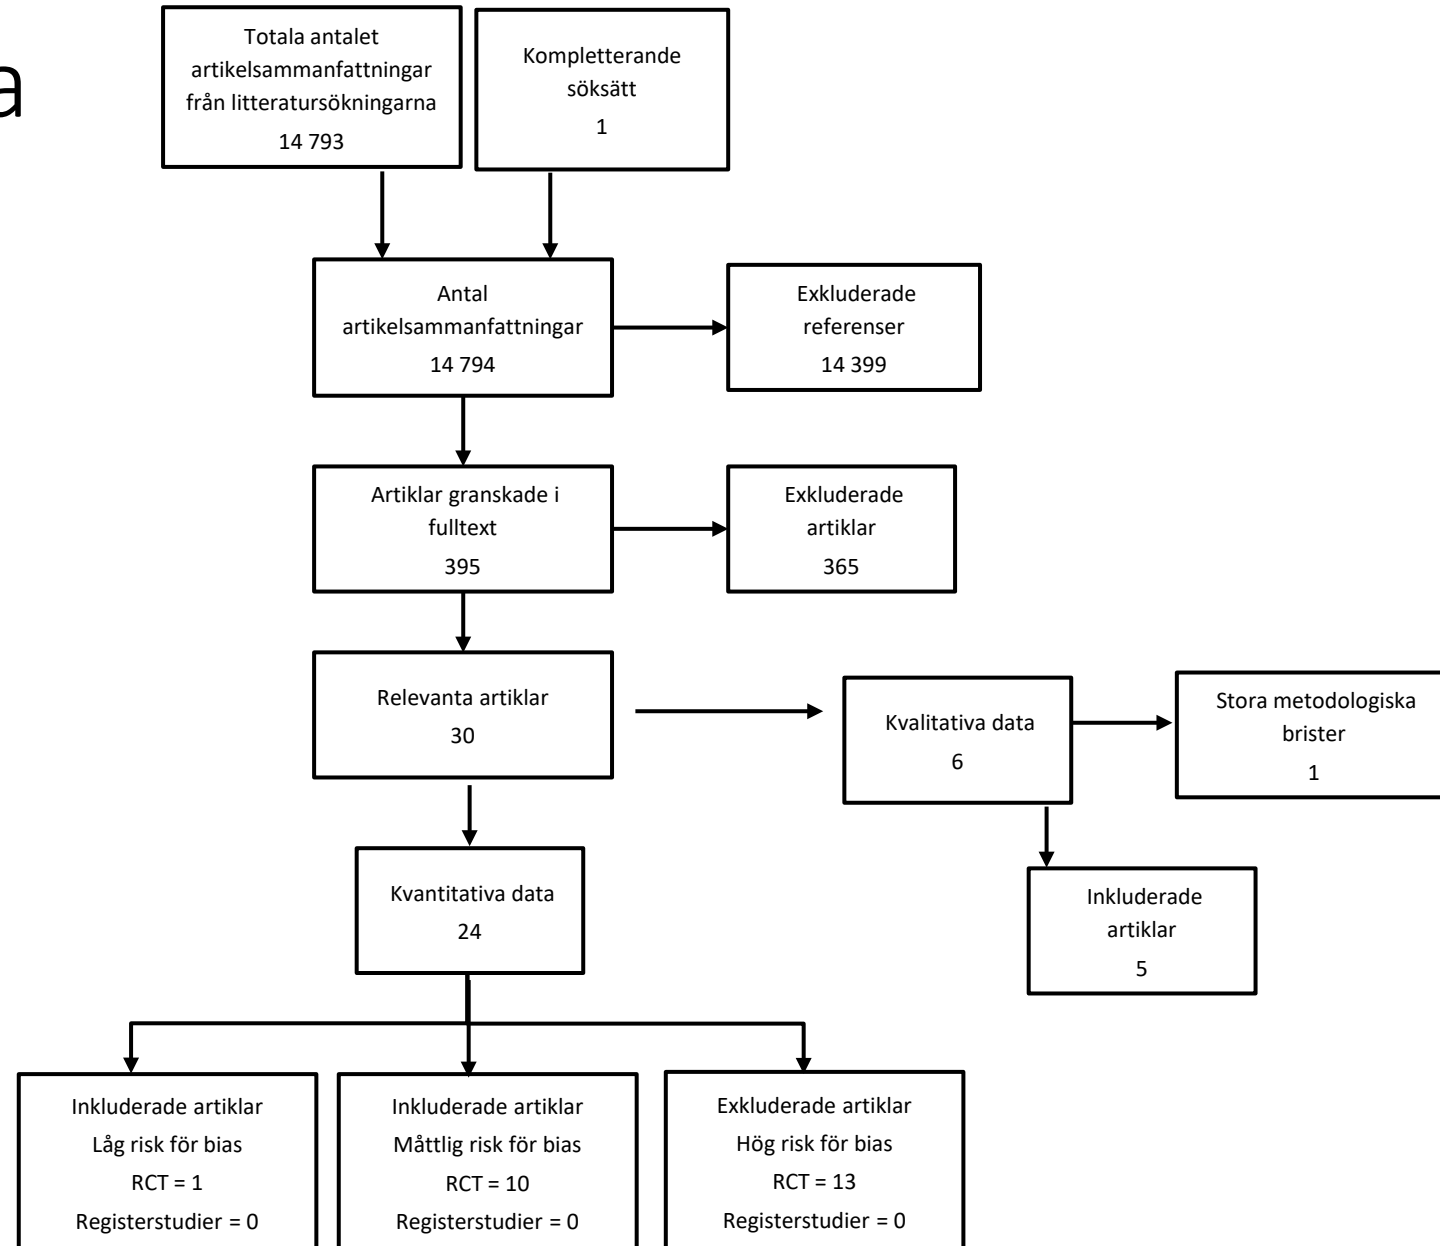 a
Totala antalet
artikelsammanfattningar
från litteratursökningarna
14 793
Kompletterande
söksätt
1
Antal
artikelsammanfattningar
14 794
Exkluderade
referenser
14 399
Artiklar granskade i
fulltext
395
Exkluderade
artiklar
365
Relevanta artiklar
30
Kvalitativa data
6
Stora metodologiska
brister
1
Kvantitativa data
24
Inkluderade
artiklar
5
Inkluderade artiklar
Låg risk för bias
RCT = 1
Registerstudier = 0
Inkluderade artiklar
Måttlig risk för bias
RCT = 10
Registerstudier = 0
Exkluderade artiklar
Hög risk för bias
RCT = 13
Registerstudier = 0